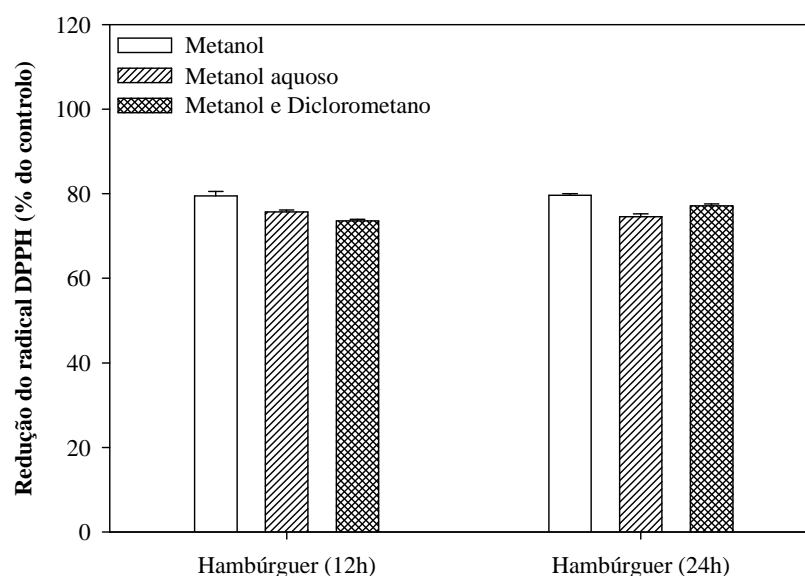 Redução do radical DPPH (% do controlo)
120
100
80
60
40
20
0
Metanol
Metanol aquoso
Metanol e Diclorometano
Hambúrguer (12h)
Hambúrguer (24h)